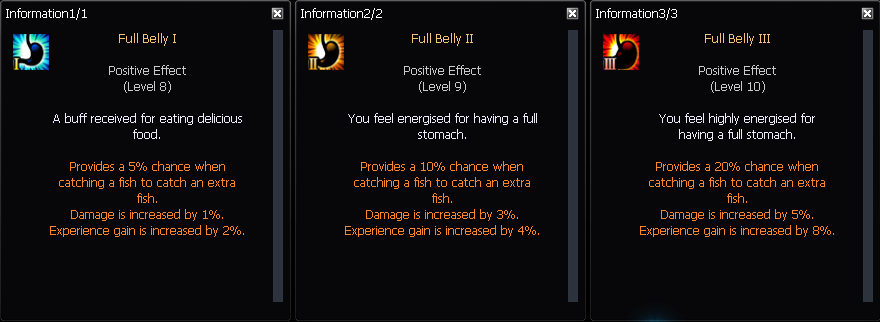 Information1/1
Full Belly I
I
Positive Effect
(Level 8)
A buff received for eating delicious
food.
Provides a 5% chance when
catching a fish to catch an extra
fish.
Damage is increased by 1%.
Experience gain is increased by 2%.
Information2/2
Full Belly II
II
Positive Effect
(Level 9)
You feel energised for having a full
stomach.
Provides a 10% chance when
catching a fish to catch an extra
fish.
Damage is increased by 3%.
Experience gain is increased by 4%.
Information3/3
Full Belly III
III
Positive Effect
(Level 10)
You feel highly energised for
having a full stomach.
Provides a 20% chance when
catching a fish to catch an extra
fish.
Damage is increased by 5%.
Experience gain is increased by 8%.